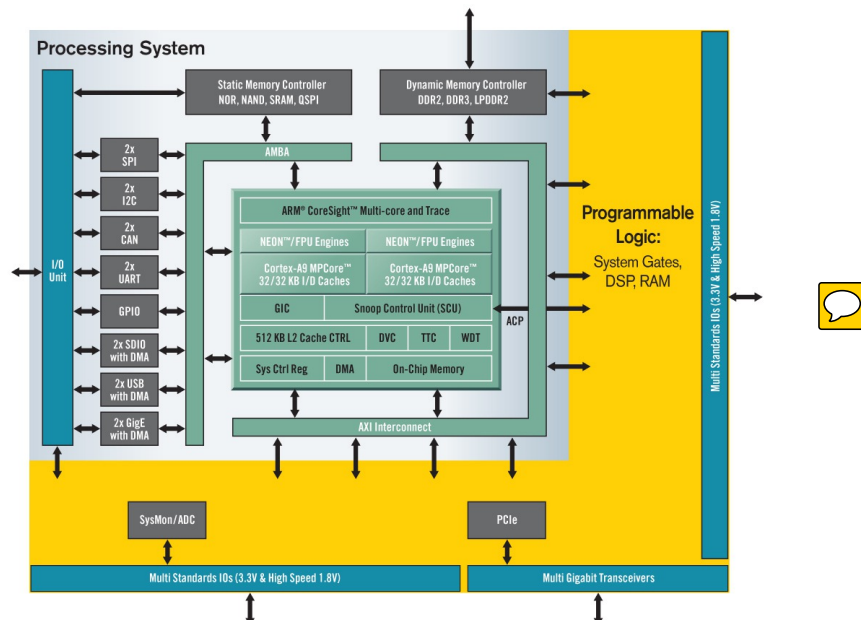 Processing System
Static Memory Controller
NOR, NAND, SRAM, QSPI
Dynamic Memory Controller
DDR2, DDR3, LPDDR2
AMBA
2x
SPI
2x
I2C
2x
CAN
2x
UART
GPIO
2x SDIO
with DMA
2x USB
with DMA
2x GigE
with DMA
I/O
Unit
ARM® CoreSight™ Multi-core and Trace
NEON™/FPU Engines
NEON™/FPU Engines
Cortex-A9 MPCore™
32/32 KB I/D Caches
Cortex-A9 MPCore™
32/32 KB I/D Caches
GIC
Snoop Control Unit (SCU)
512 KB L2 Cache CTRL
DVC
TTC
WDT
Sys Ctrl Reg
DMA
On-Chip Memory
ACP
AXI Interconnect
Programmable
Logic:
System Gates,
DSP, RAM
Multi Standards IOs (3.3V & High Speed 1.8V)
SysMon/ADC
PCIe
Multi Standards IOs (3.3V & High Speed 1.8V)
Multi Gigabit Transceivers